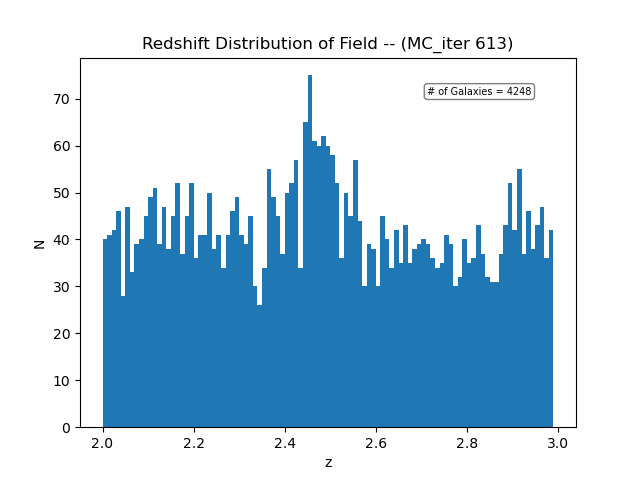 Redshift Distribution of Field -- (MC_iter 613)
# of Galaxies = 4248
70
60
50
40
30
20
10
0
N
2.0 2.2 2.4 2.6 2.8 3.0
z